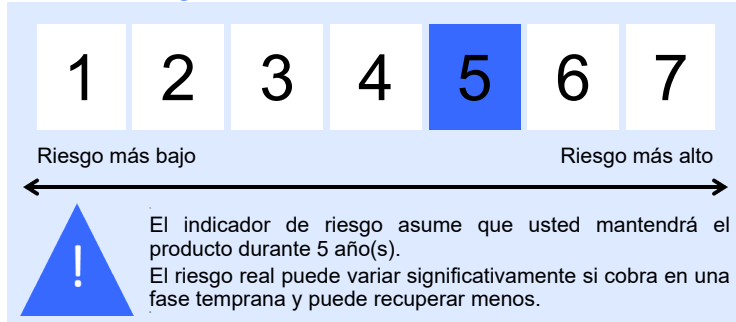 1 2 3 4 5 6 7
Riesgo más bajo Riesgo más alto
!
El indicador de riesgo asume que usted mantendrá el
producto durante 5 año(s).
El riesgo real puede variar significativamente si cobra en una
fase temprana y puede recuperar menos.